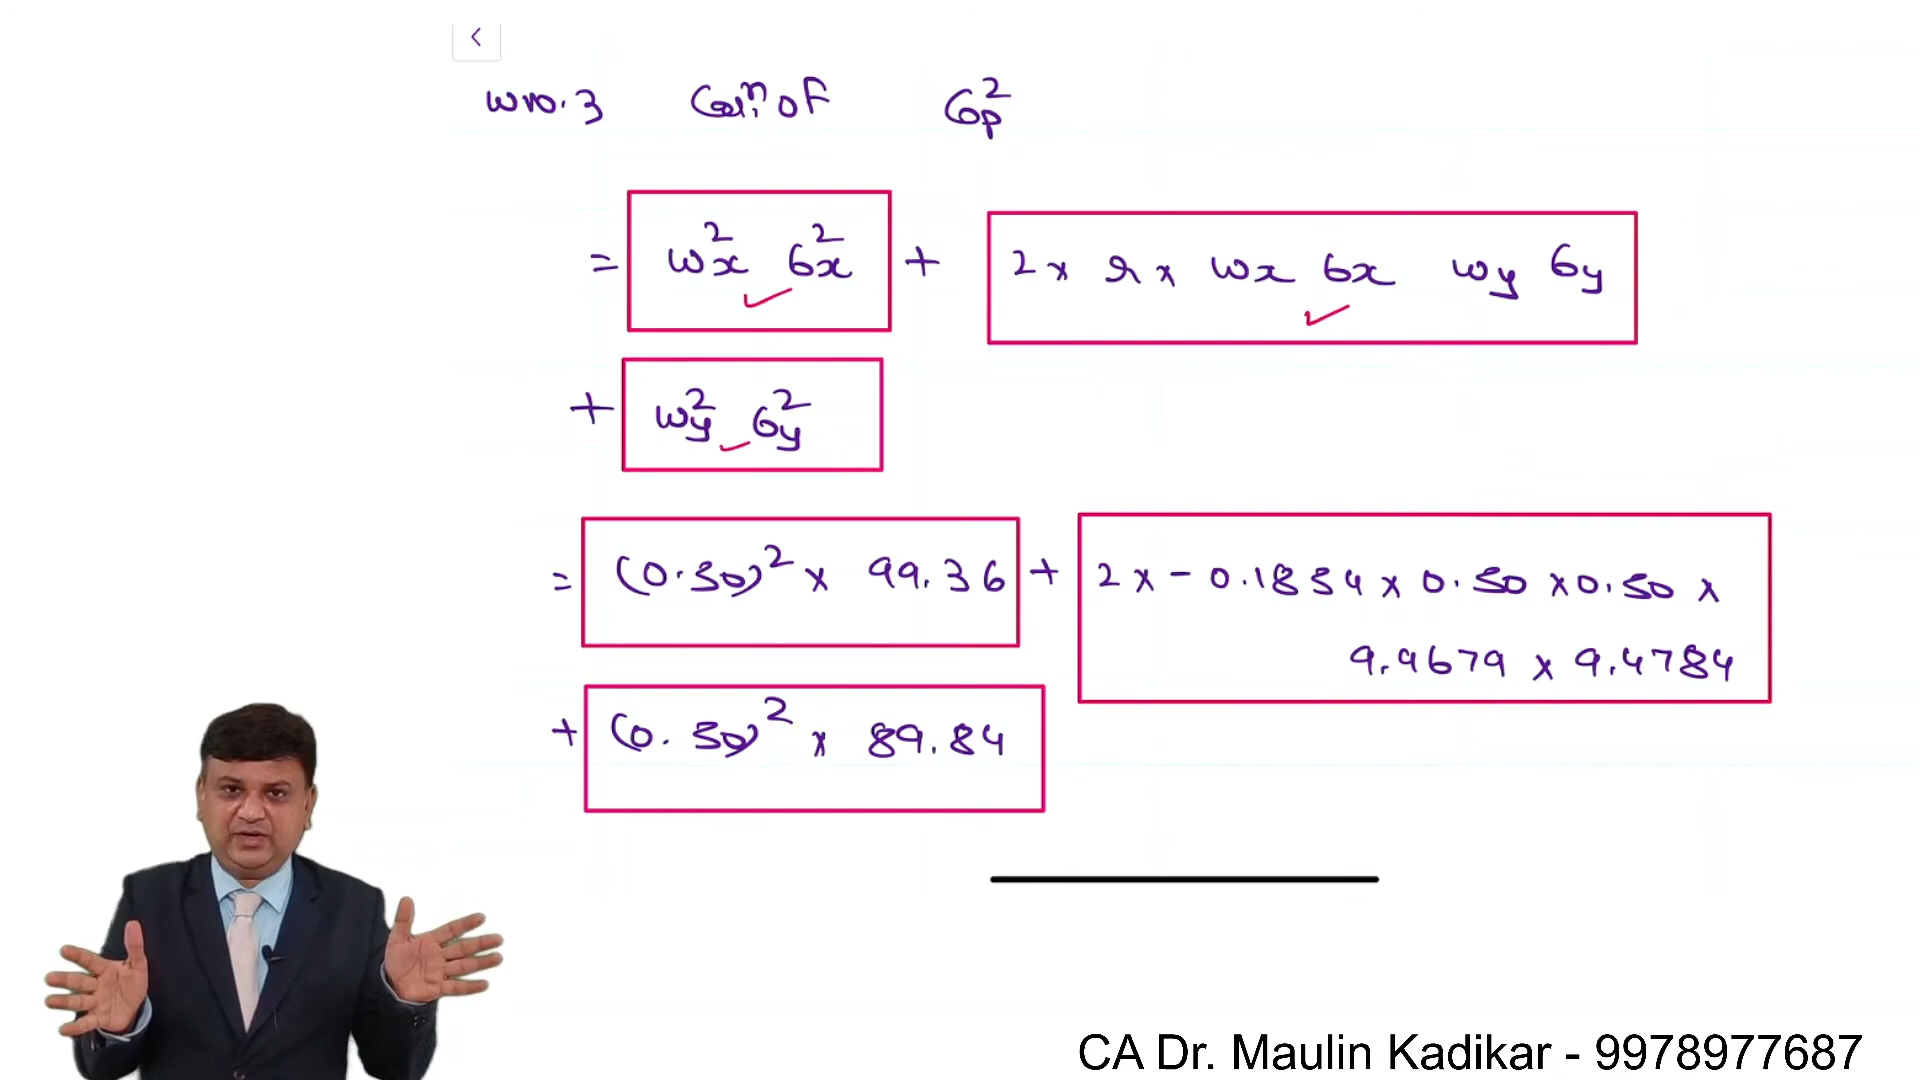 <
WNO.3 Calⁿ of σp²
= wx² σx² + 2 x r x wx σx wy σy
+ wy² σy²
= (0.50)² x 99.36 + 2 x - 0.1854 x 0.50 x 0.50 x
9.9679 x 9.4784
+ (0.50)² x 89.84
CA Dr. Maulin Kadikar - 9978977687